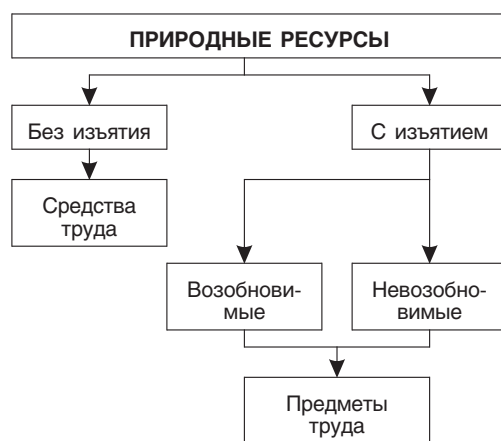 ПРИРОДНЫЕ РЕСУРСЫ
Без изъятия
С изъятием
Средства
труда
Возобнови-
мые
Невозобно-
вимые
Предметы
труда